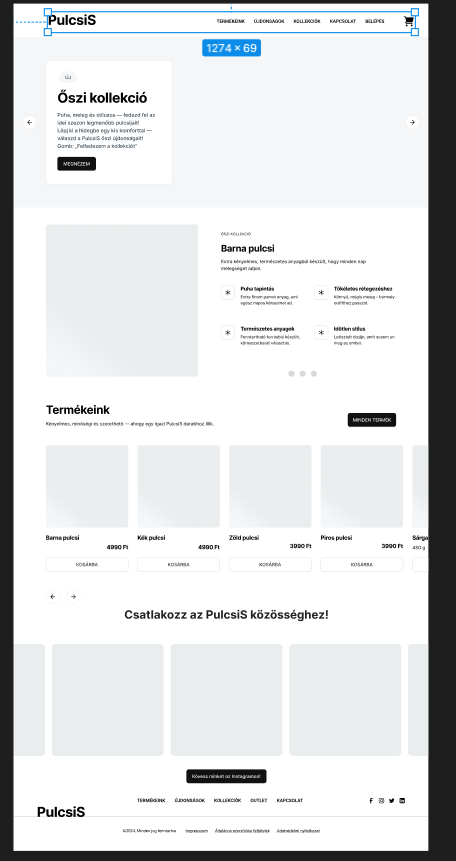 PulcsiS
TERMÉKEINK ÚJDONSÁGOK KOLLEKCIÓK KAPCSOLAT BELÉPÉS
1274 × 69
ÚJ
Őszi kollekció
Puha, meleg és stílusos — fedezd fel az
idei szezon legmenőbb pulcsijait!
Lépj ki a hidegbe egy kis komforttal —
válaszd a PulcsiS őszi újdonságait!
Gomb: „Felfedezem a kollekciót"
MEGNÉZEM
ŐSZI KOLLEKCIÓ
Barna pulcsi
Extra kényelmes, természetes anyagból készült, hogy minden nap
melegséget adjon
Puha tapintás
Extra finom pamut anyag, ami
egész napos kényelmet ad.
Tökéletes rétegezéshez
Könnyű, mégis meleg – bármely
outfithez passzol.
Természetes anyagok
Fenntartható forrásból készült,
környezetbarát választás.
Időtlen stílus
Letisztult dizájn, amit sosem un
meg az ember.
Termékeink
Kényelmes, minőségi és szerethető — ahogy egy igazi PulcsiS darabhoz illik.
MINDEN TERMÉK
Barna pulcsi
4990 Ft
KOSÁRBA
Kék pulcsi
4990 Ft
KOSÁRBA
Zöld pulcsi
3990 Ft
KOSÁRBA
Piros pulcsi
3990 Ft
KOSÁRBA
Sárga
450 g
Csatlakozz az PulcsiS közösséghez!
Kövess minket az Instagramon!
TERMÉKEINK ÚJDONSÁGOK KOLLEKCIÓK OUTLET KAPCSOLAT
PulcsiS
©2024, Minden jog fenntartva Impresszum Általános szerződési feltételek Adatvédelmi nyilatkozat